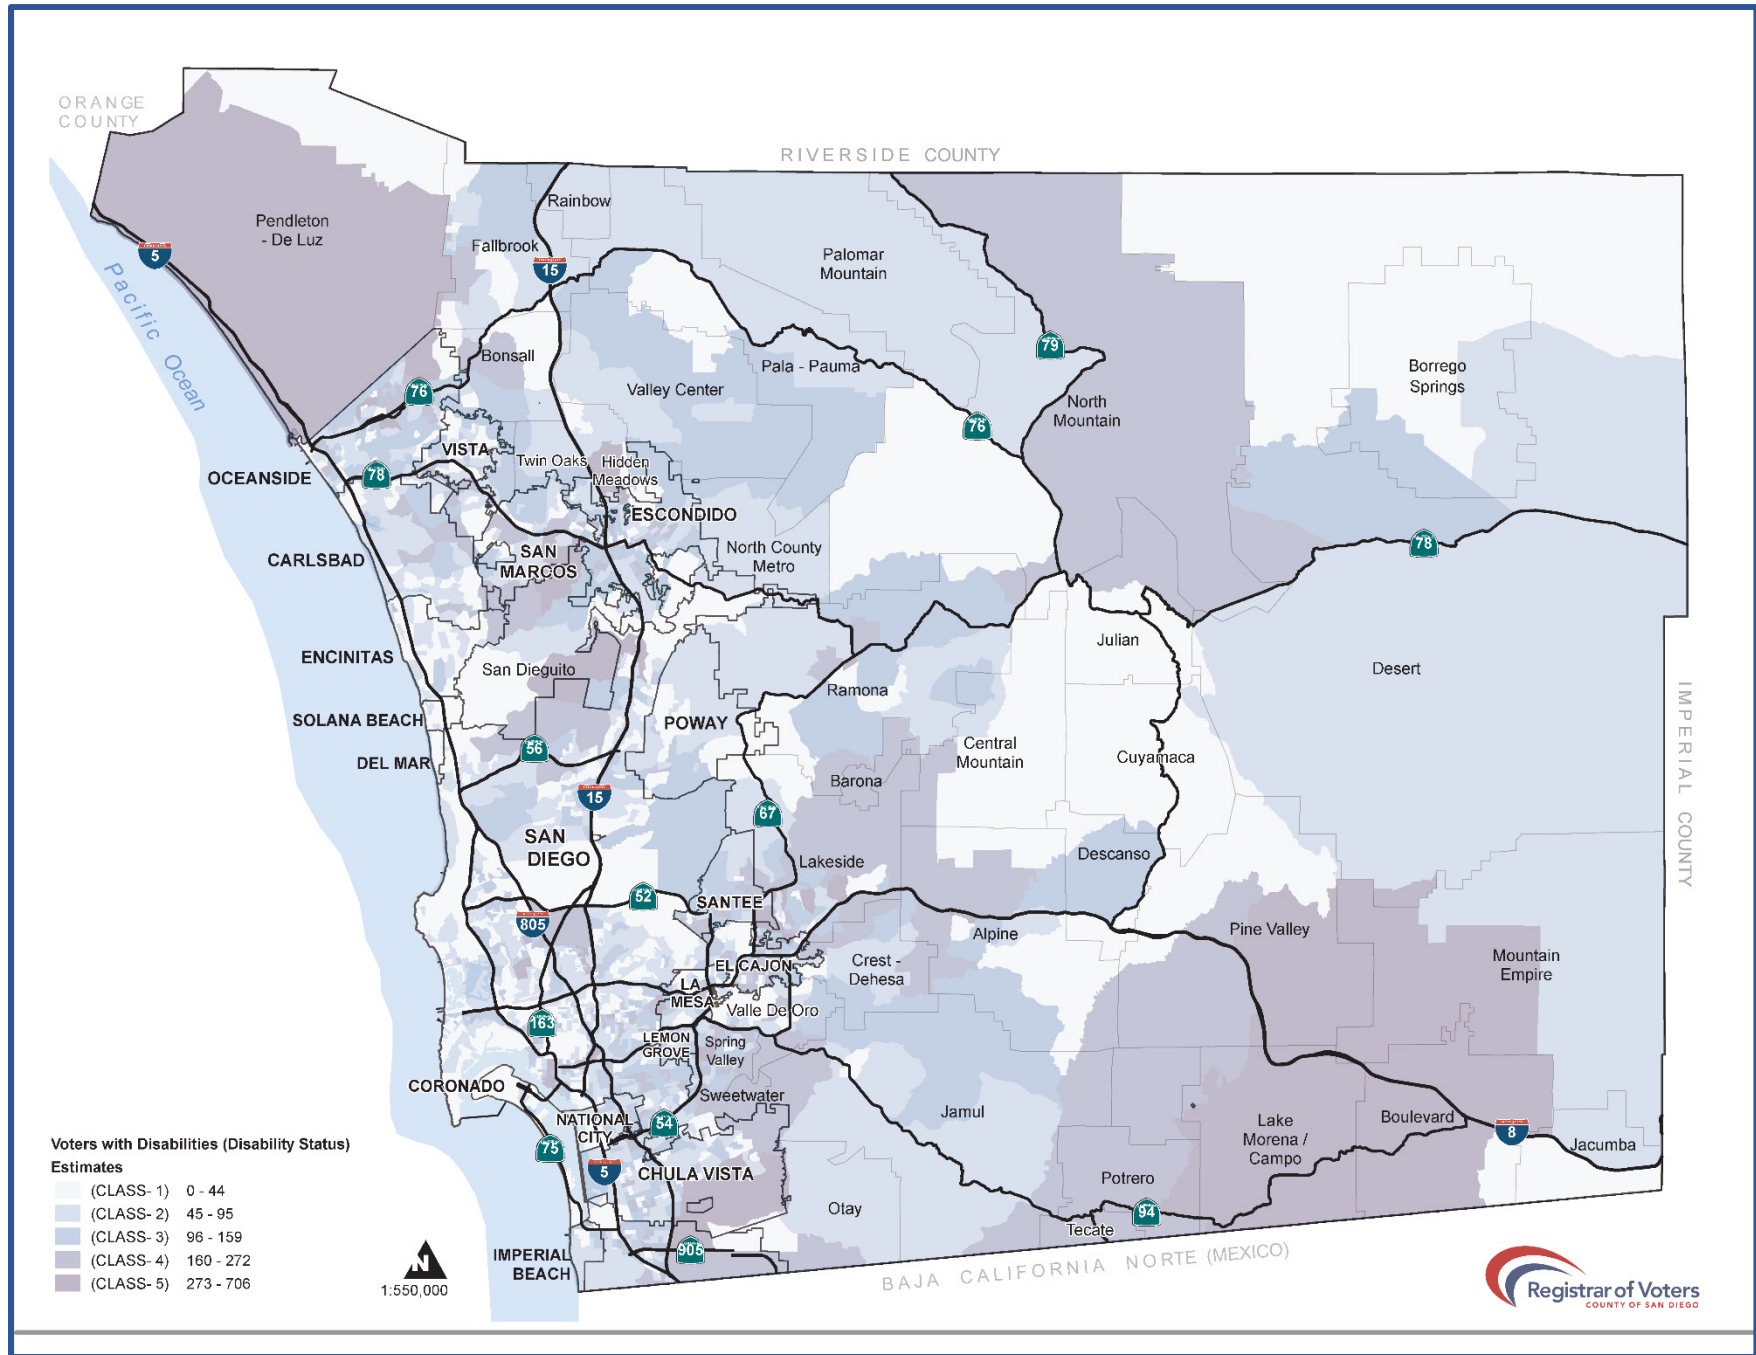 ORANGE
COUNTY
RIVERSIDE COUNTY
Rainbow
Pendleton
- De Luz
Fallbrook
5
15
Palomar
Mountain
Pacific Ocean
79
Bonsall
Pala - Pauma
Borrego
Springs
76
Valley Center
North
Mountain
76
VISTA
Twin Oaks
Hidden
Meadows
OCEANSIDE
78
ESCONDIDO
78
CARLSBAD
SAN
MARCOS
North County
Metro
Julian
ENCINITAS
San Dieguito
Desert
Ramona
SOLANA BEACH
POWAY
IMPERIAL COUNTY
56
Central
Mountain
Cuyamaca
DEL MAR
Barona
15
67
SAN
DIEGO
Lakeside
Descanso
52
SANTEE
805
Alpine
Pine Valley
EL CAJON
Crest -
Dehesa
Mountain
Empire
LA
MESA
Valle De Oro
163
LEMON
GROVE
Spring
Valley
CORONADO
Sweetwater
Jamul
NATIONAL
CITY
54
Lake
Morena /
Campo
Boulevard
8
Jacumba
75
5
CHULA VISTA
Potrero
Otay
94
Tecate
905
IMPERIAL
BEACH
BAJA CALIFORNIA NORTE (MEXICO)
Voters with Disabilities (Disability Status)
Estimates
(CLASS- 1) 0 - 44
(CLASS- 2) 45 - 95
(CLASS- 3) 96 - 159
(CLASS- 4) 160 - 272
(CLASS- 5) 273 - 706
N
1:550,000
Registrar of Voters
COUNTY OF SAN DIEGO